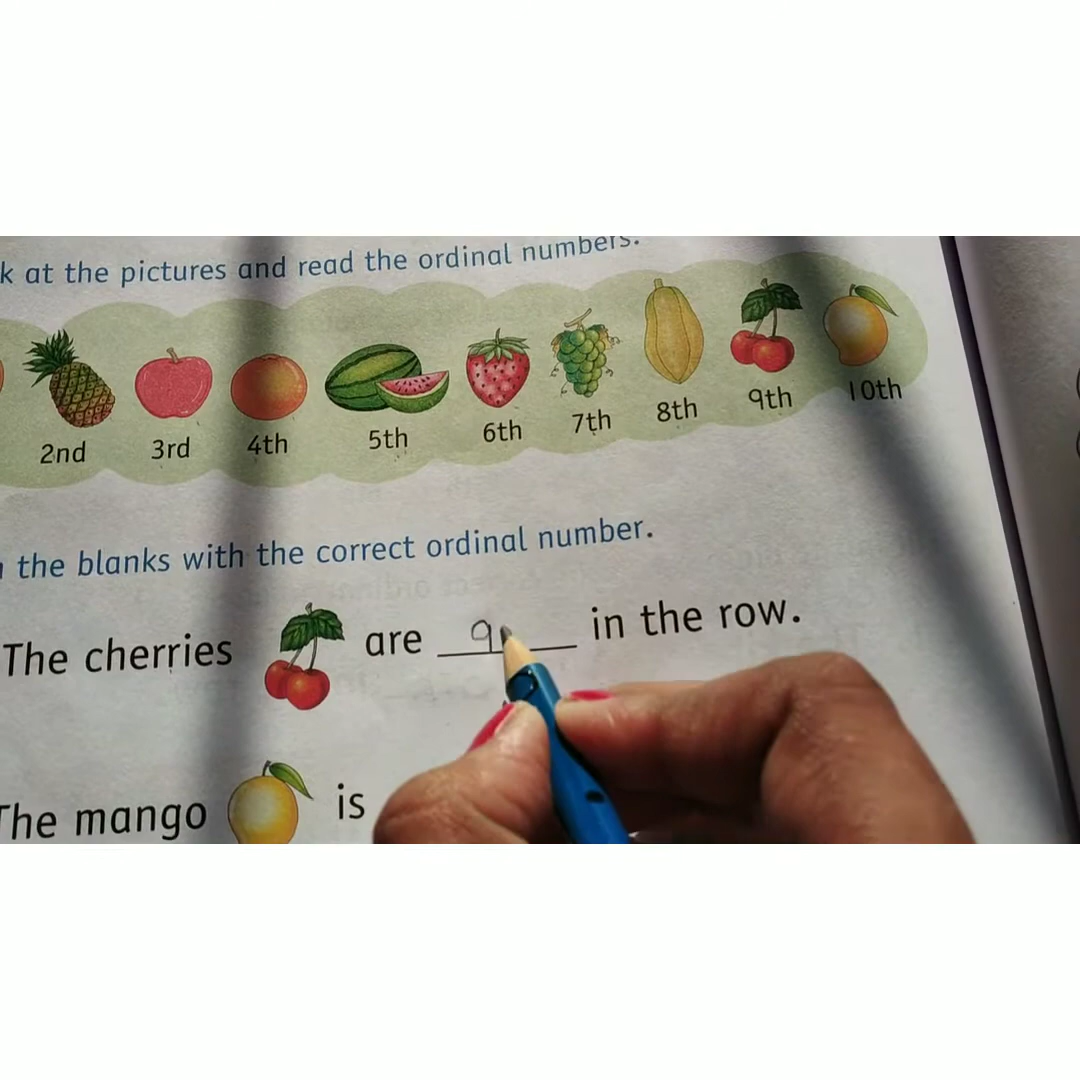 k at the pictures and read the ordinal numbers.
2nd 3rd 4th 5th 6th 7th 8th 9th 10th
the blanks with the correct ordinal number.
The cherries are 9 in the row.
The mango is